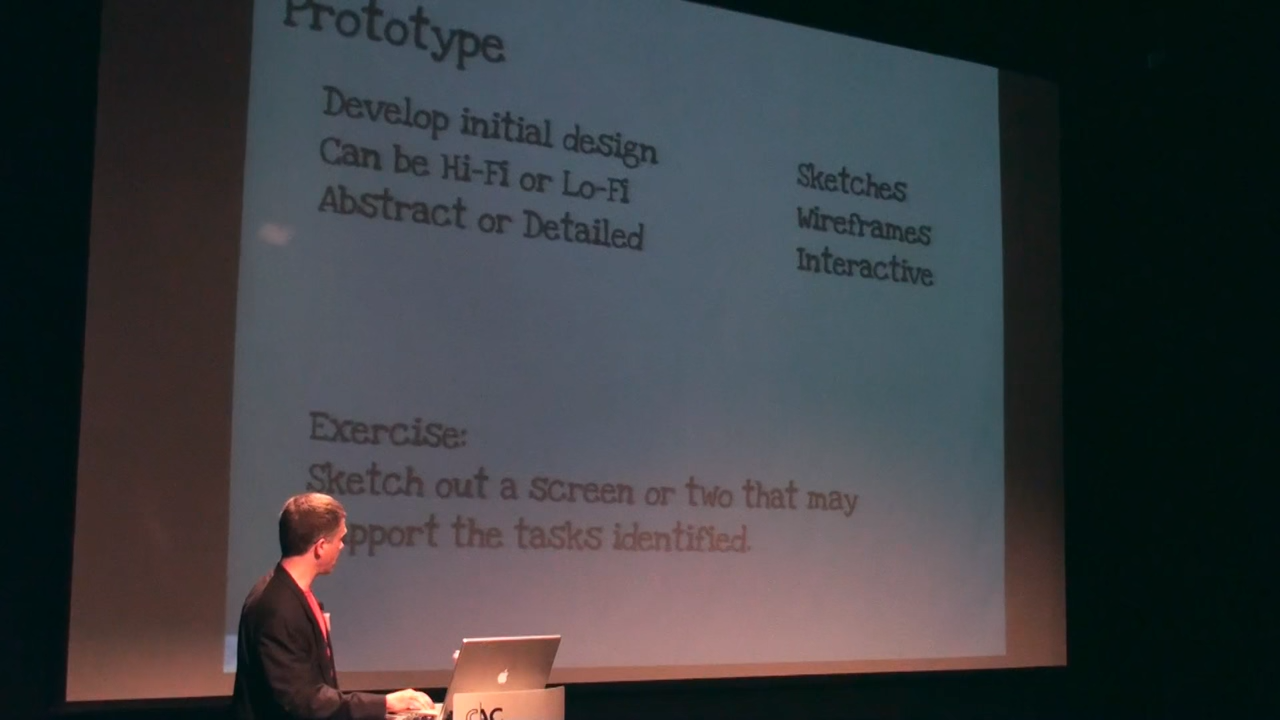 Prototype
Develop initial design
Can be Hi-Fi or Lo-Fi
Abstract or Detailed
Sketches
Wireframes
Interactive
Exercise:
Sketch out a screen or two that may
pport the tasks identified.